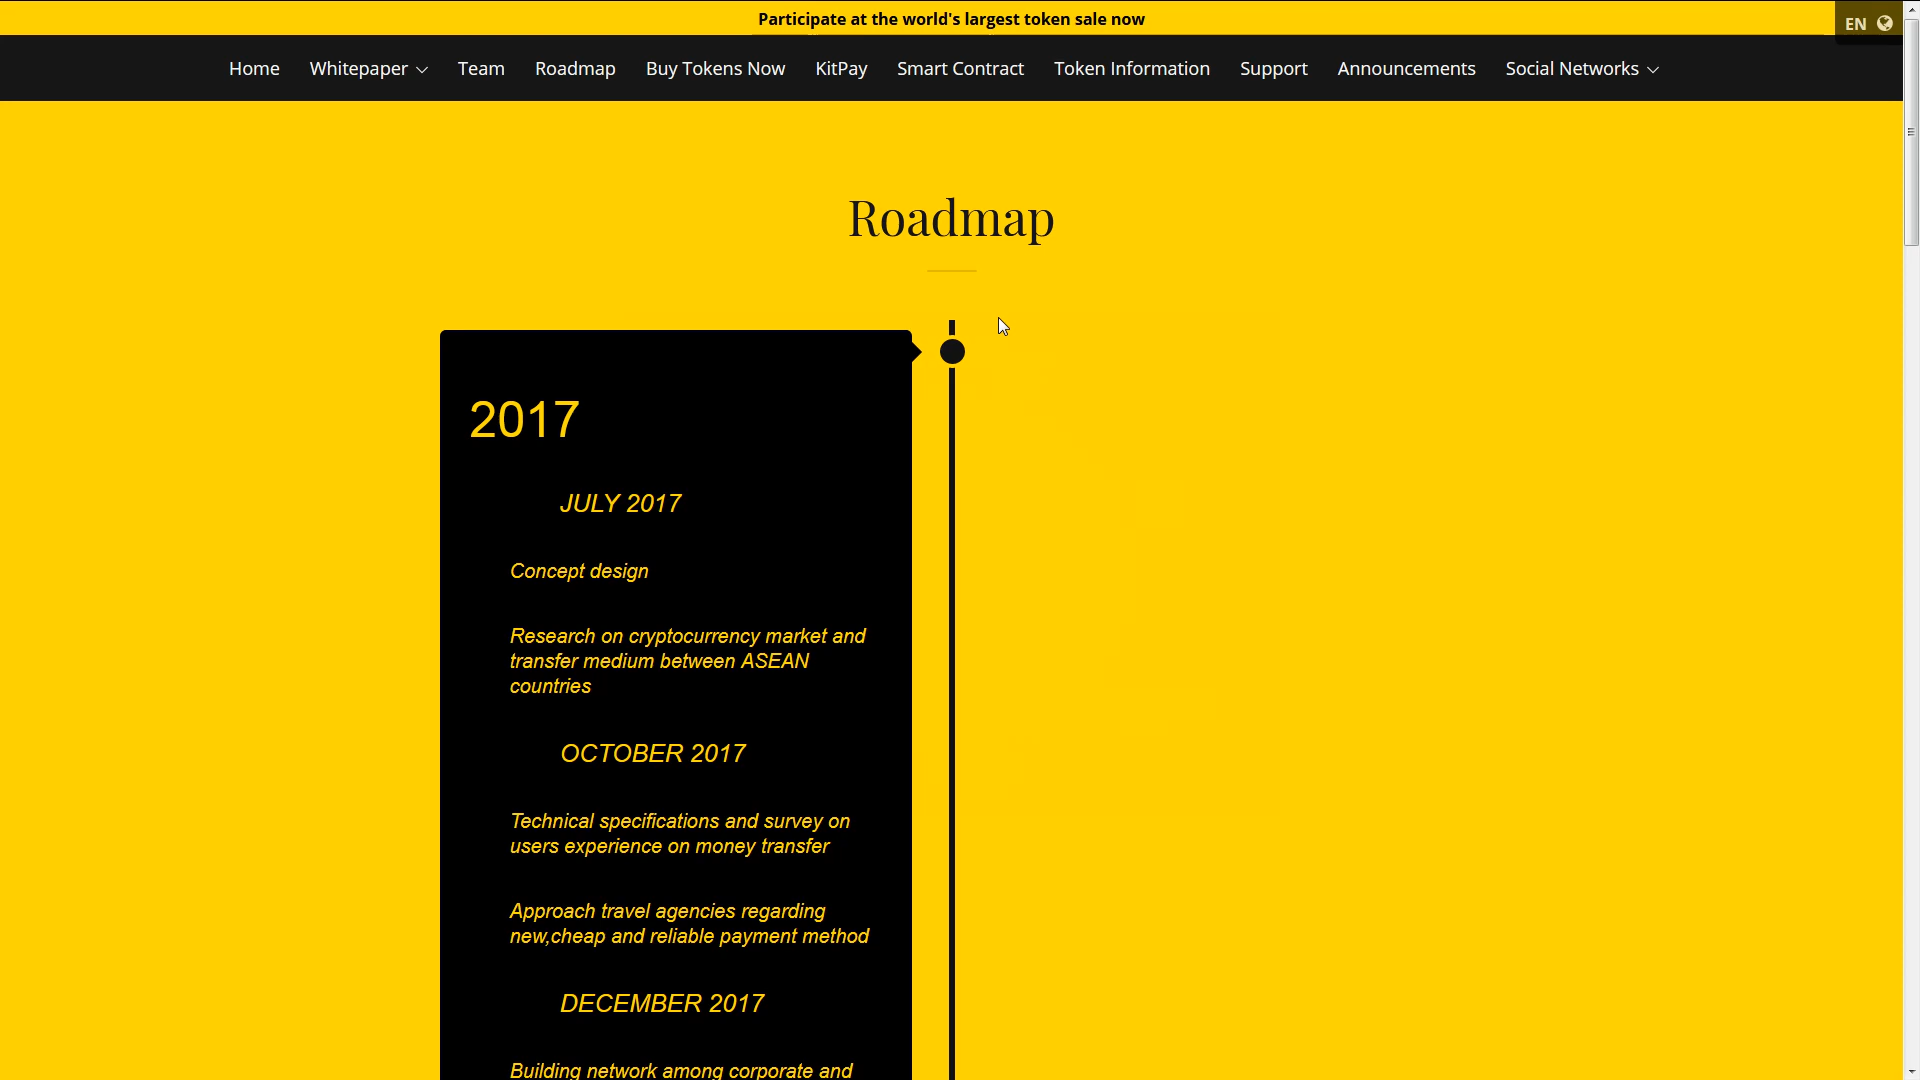 Participate at the world's largest token sale now
EN
Home Whitepaper Team Roadmap Buy Tokens Now KitPay Smart Contract Token Information Support Announcements Social Networks
Roadmap
2017
JULY 2017
Concept design
Research on cryptocurrency market and
transfer medium between ASEAN
countries
OCTOBER 2017
Technical specifications and survey on
users experience on money transfer
Approach travel agencies regarding
new,cheap and reliable payment method
DECEMBER 2017
Building network among corporate and